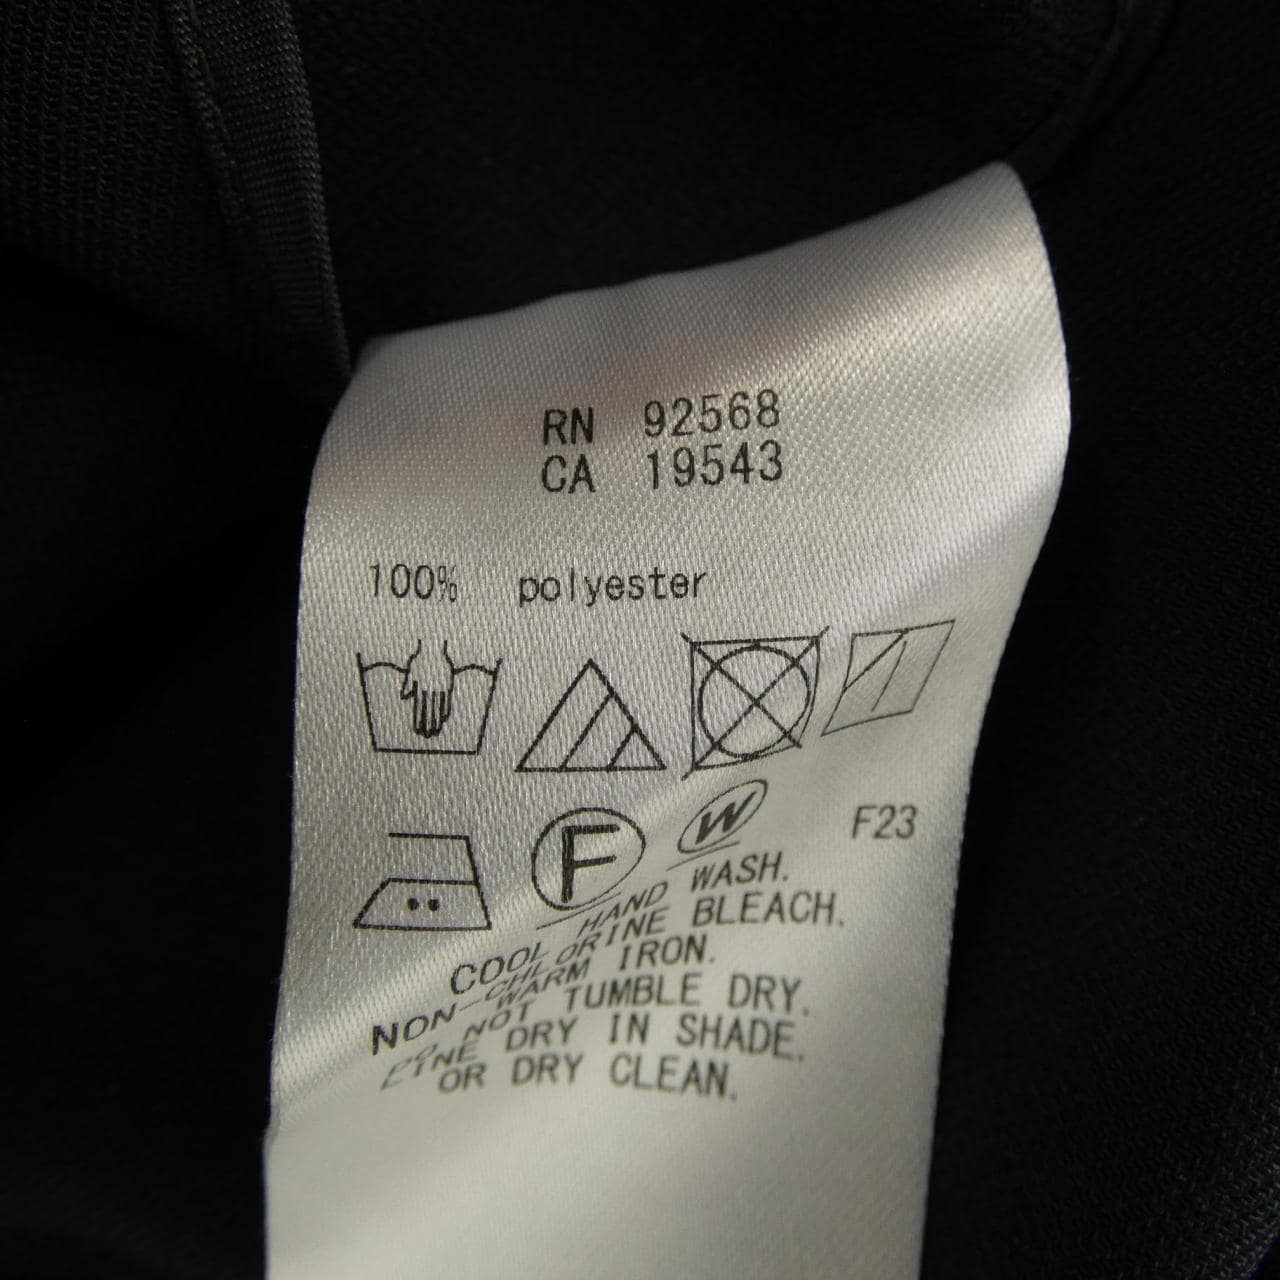 RN 92568
CA 19543
100% polyester
F W F23
COOL HAND WASH.
NON-CHLORINE BLEACH.
WARM IRON.
DO NOT TUMBLE DRY.
LINE DRY IN SHADE.
OR DRY CLEAN.